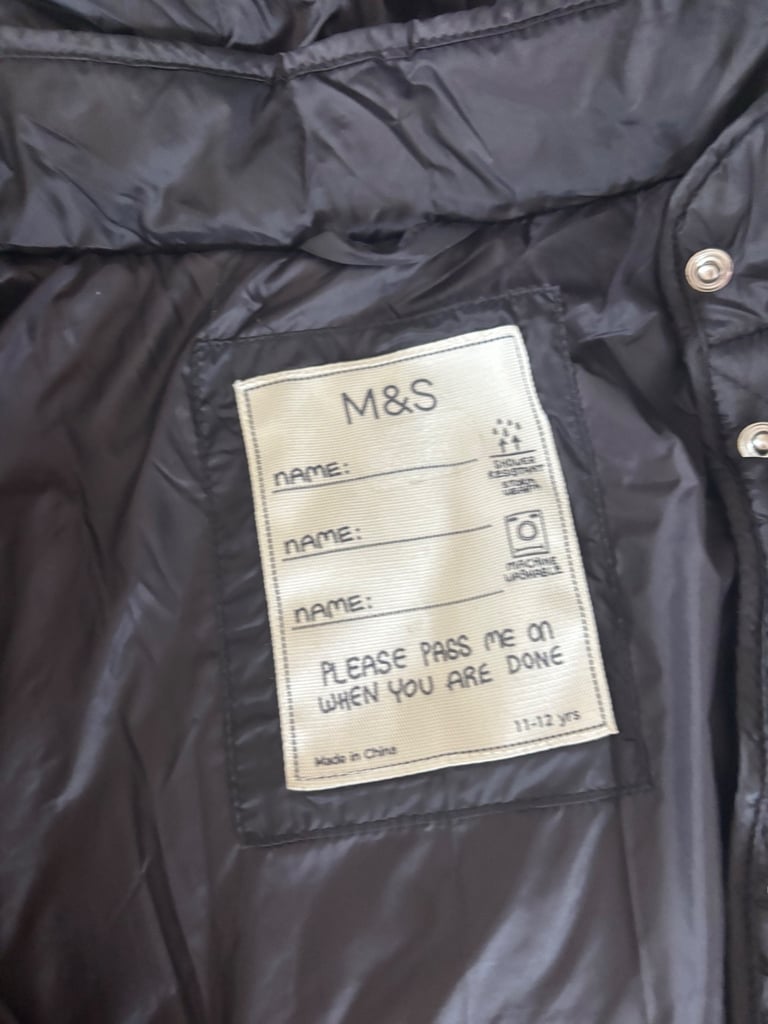 M&S
NAME:
SHOWER
RESISTANT
NAME:
MACHINE
WASHABLE
NAME:
PLEASE PASS ME ON
WHEN YOU ARE DONE
11-12 yrs
Made in China